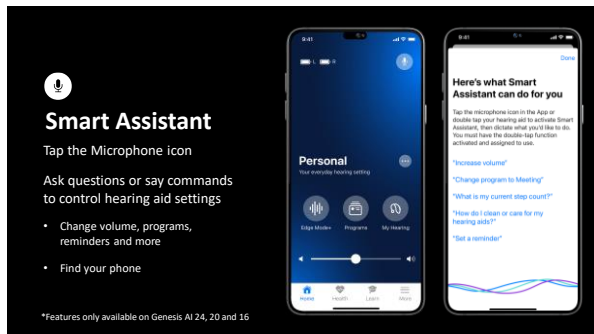 Smart Assistant
Tap the Microphone icon
Ask questions or say commands
to control hearing aid settings
• Change volume, programs,
reminders and more
• Find your phone
*Features only available on Genesis AI 24, 20 and 16
9:41
L R
Personal
Your everyday hearing setting
Edge Mode+ Programs My Hearing
Home Health Learn More
9:41
Done
Here's what Smart
Assistant can do for you
Tap the microphone icon in the App or
double tap your hearing aid to activate Smart
Assistant, then dictate what you'd like to do.
You must have the double-tap function
activated and assigned to use.
"Increase volume"
"Change program to Meeting"
"What is my current step count?"
"How do I clean or care for my
hearing aids?"
"Set a reminder"